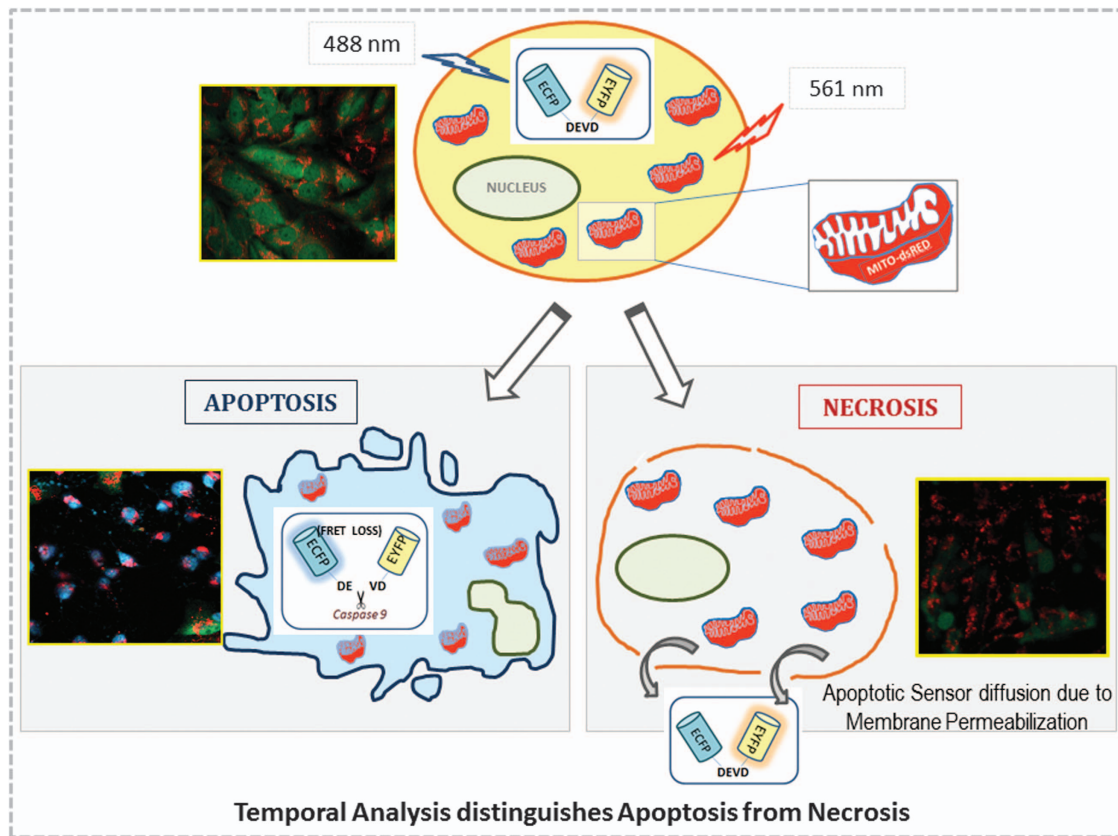 488 nm
ECFP
EYFP
DEVD
561 nm
NUCLEUS
MITO-dsRED
APOPTOSIS
(FRET LOSS)
ECFP
EYFP
DE VD
Caspase 9
NECROSIS
Apoptotic Sensor diffusion due to
Membrane Permeabilization
ECFP
EYFP
DEVD
Temporal Analysis distinguishes Apoptosis from Necrosis